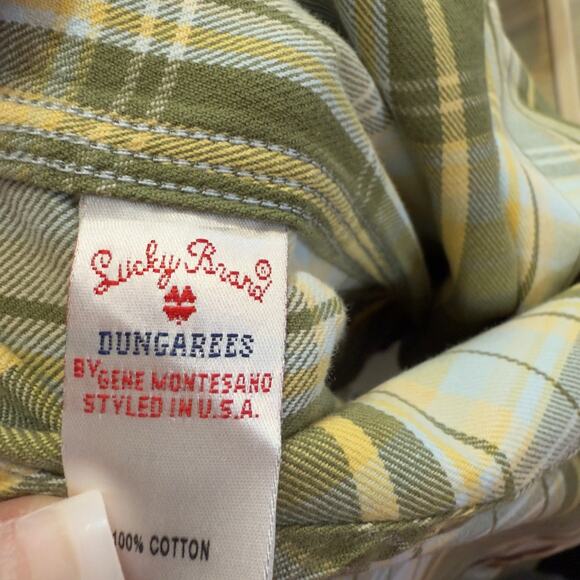 Lucky Brand®
DUNGAREES
BY GENE MONTESANO
STYLED IN U.S.A.
100% COTTON